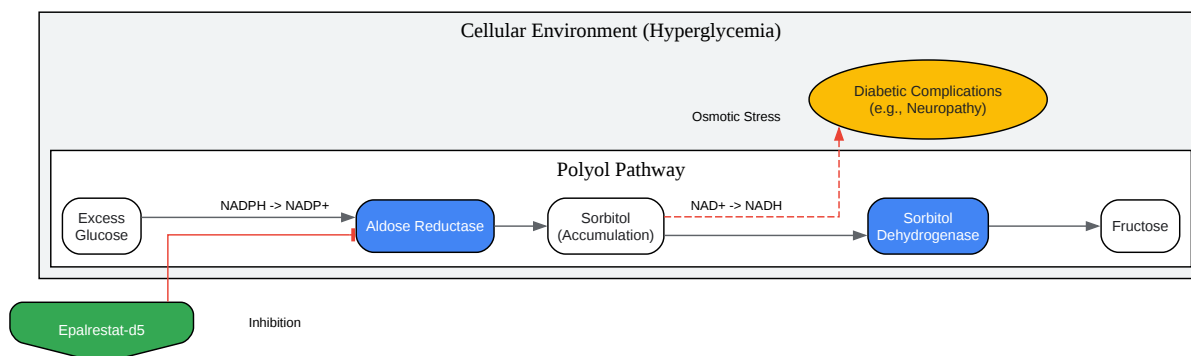 Cellular Environment (Hyperglycemia)
Diabetic Complications
(e.g., Neuropathy)
Osmotic Stress
Polyol Pathway
Excess
Glucose
NADPH -> NADP+
Aldose Reductase
Sorbitol
(Accumulation)
NAD+ -> NADH
Sorbitol
Dehydrogenase
Fructose
Epalrestat-d5
Inhibition